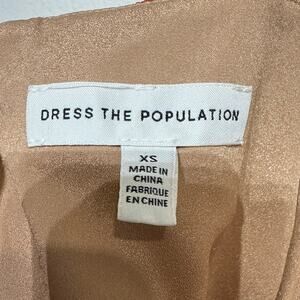 DRESS THE POPULATION
XS
MADE IN
CHINA
FABRIQUE
EN CHINE